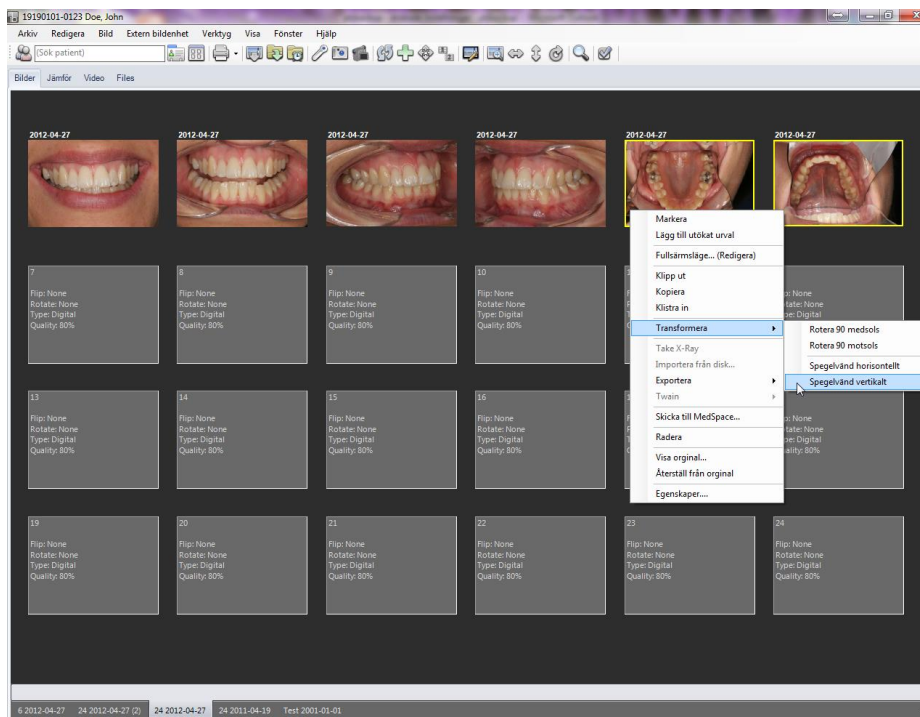 19190101-0123 Doe, John
Arkiv Redigera Bild Extern bildenhet Verktyg Visa Fönster Hjälp
(Sök patient)
Bilder Jämför Video Files
2012-04-27 2012-04-27 2012-04-27 2012-04-27 2012-04-27 2012-04-27
Markera
Lägg till utökat urval
Fullsärmsläge... (Redigera)
Klipp ut
Kopiera
Klistra in
Transformera
Take X-Ray
Importera från disk...
Exportera
Twain
Skicka till MedSpace...
Radera
Visa orginal...
Återställ från orginal
Egenskaper....
Rotera 90 medsols
Rotera 90 motsols
Spegelvänd horisontellt
Spegelvänd vertikalt
7 8 9 10
Flip: None Flip: None Flip: None Flip: None
Rotate: None Rotate: None Rotate: None Rotate: None
Type: Digital Type: Digital Type: Digital Type: Digital
Quality: 80% Quality: 80% Quality: 80% Quality: 80%
13 14 15 16
Flip: None Flip: None Flip: None Flip: None
Rotate: None Rotate: None Rotate: None Rotate: None
Type: Digital Type: Digital Type: Digital Type: Digital
Quality: 80% Quality: 80% Quality: 80% Quality: 80%
19 20 21 22 23 24
Flip: None Flip: None Flip: None Flip: None Flip: None Flip: None
Rotate: None Rotate: None Rotate: None Rotate: None Rotate: None Rotate: None
Type: Digital Type: Digital Type: Digital Type: Digital Type: Digital Type: Digital
Quality: 80% Quality: 80% Quality: 80% Quality: 80% Quality: 80% Quality: 80%
6 2012-04-27 24 2012-04-27 (2) 24 2012-04-27 24 2011-04-19 Test 2001-01-01